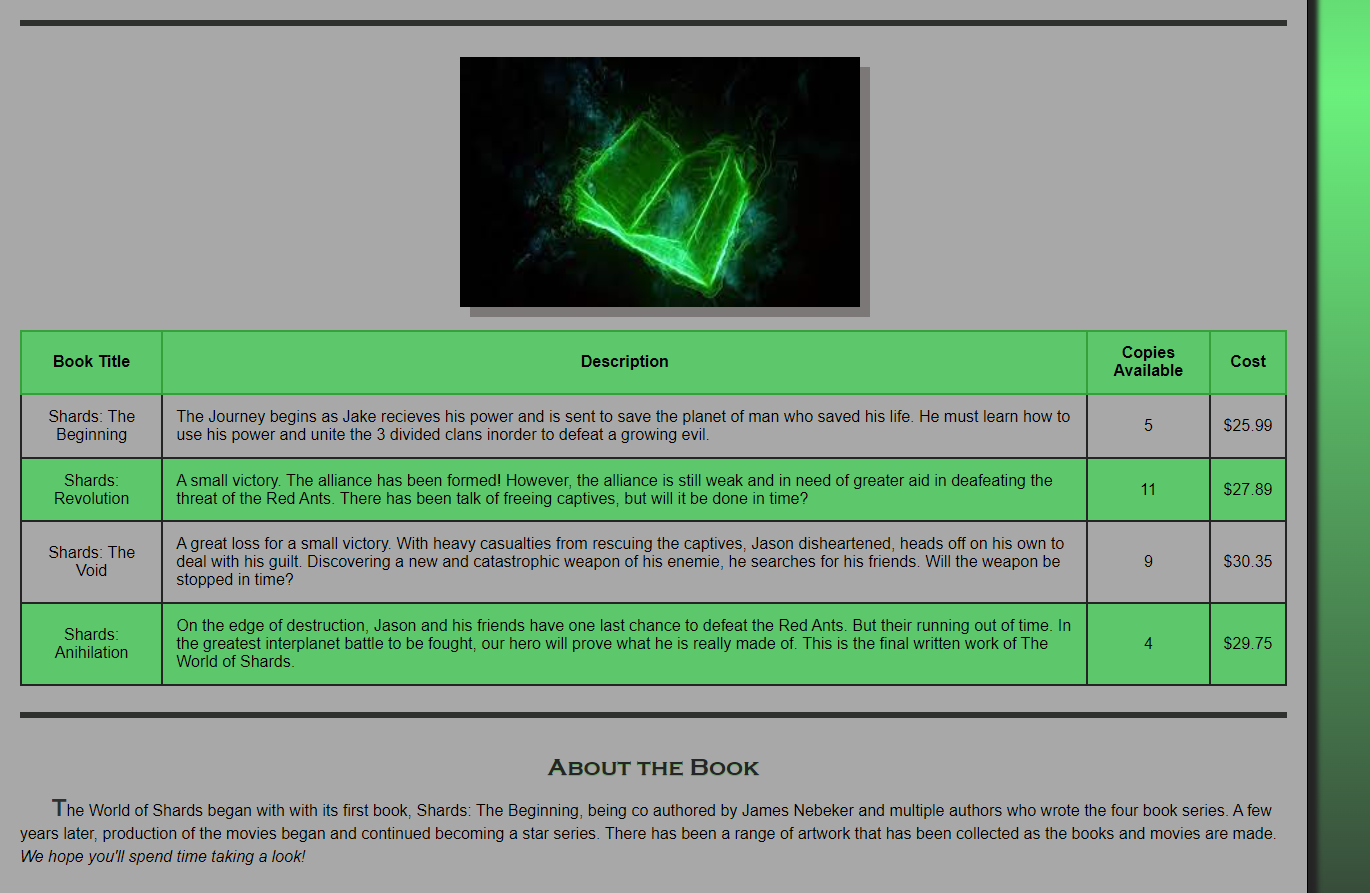 Book Title Description Copies Available Cost
Shards: The Beginning
The Journey begins as Jake recieves his power and is sent to save the planet of man who saved his life. He must learn how to
use his power and unite the 3 divided clans inorder to defeat a growing evil.
5
$25.99
Shards: Revolution
A small victory. The alliance has been formed! However, the alliance is still weak and in need of greater aid in deafeating the
threat of the Red Ants. There has been talk of freeing captives, but will it be done in time?
11
$27.89
Shards: The Void
A great loss for a small victory. With heavy casualties from rescuing the captives, Jason disheartened, heads off on his own to
deal with his guilt. Discovering a new and catastrophic weapon of his enemie, he searches for his friends. Will the weapon be
stopped in time?
9
$30.35
Shards: Anihilation
On the edge of destruction, Jason and his friends have one last chance to defeat the Red Ants. But their running out of time. In
the greatest interplanet battle to be fought, our hero will prove what he is really made of. This is the final written work of The
World of Shards.
4
$29.75
About the Book
The World of Shards began with with its first book, Shards: The Beginning, being co authored by James Nebeker and multiple authors who wrote the four book series. A few
years later, production of the movies began and continued becoming a star series. There has been a range of artwork that has been collected as the books and movies are made.
We hope you'll spend time taking a look!